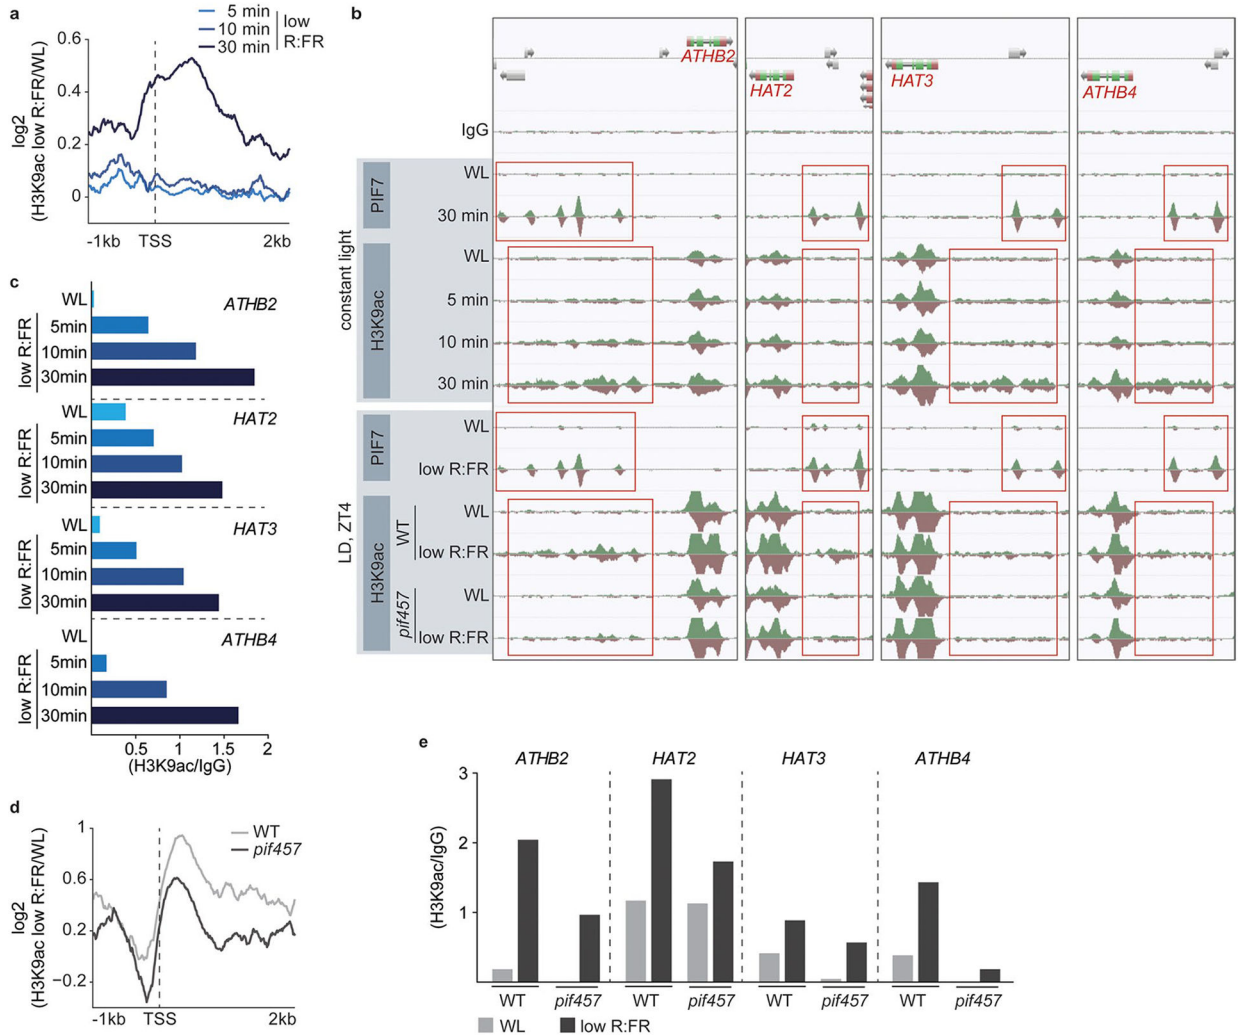 a
5 min
10 min
30 min
low
R:FR
log2
(H3K9ac low R:FR/WL)
0.6
0.4
0.2
0
-1kb
TSS
2kb
b
ATHB2
HAT2
HAT3
ATHB4
IgG
constant light
PIF7
WL
30 min
H3K9ac
WL
5 min
10 min
30 min
LD, ZT4
PIF7
WL
low R:FR
H3K9ac
WT
WL
low R:FR
pif457
WL
low R:FR
c
ATHB2
WL
low R:FR
5min
10min
30min
HAT2
WL
low R:FR
5min
10min
30min
HAT3
WL
low R:FR
5min
10min
30min
ATHB4
WL
low R:FR
5min
10min
30min
0.5
1
1.5
2
(H3K9ac/IgG)
d
WT
pif457
log2
(H3K9ac low R:FR/WL)
1
0.6
0.2
−0.2
-1kb
TSS
2kb
e
ATHB2
HAT2
HAT3
ATHB4
(H3K9ac/IgG)
3
2
1
WT
pif457
WT
pif457
WT
pif457
WT
pif457
WL
low R:FR